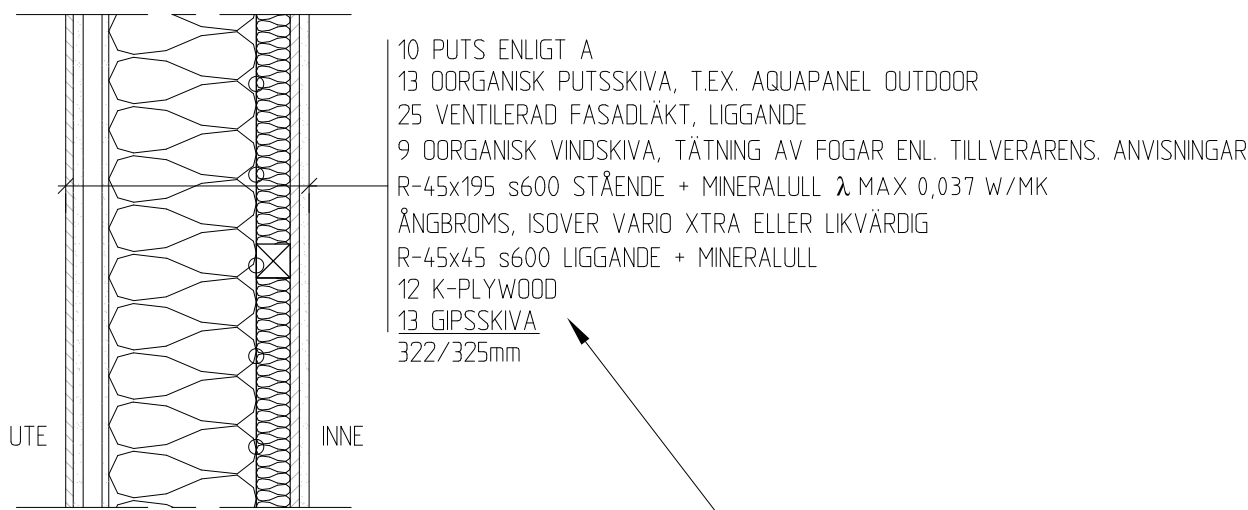 10 PUTS ENLIGT A
13 OORGANISK PUTSSKIVA, T.EX. AQUAPANEL OUTDOOR
25 VENTILERAD FASADLÄKT, LIGGANDE
9 OORGANISK VINDSKIVA, TÄTNING AV FOGAR ENL. TILLVERARENS. ANVISNINGAR
R-45x195 s600 STÅENDE + MINERALULL λ MAX 0,037 W/MK
ÅNGBROMS, ISOVER VARIO XTRA ELLER LIKVÄRDIG
R-45x45 s600 LIGGANDE + MINERALULL
12 K-PLYWOOD
13 GIPSSKIVA
322/325mm
UTE
INNE